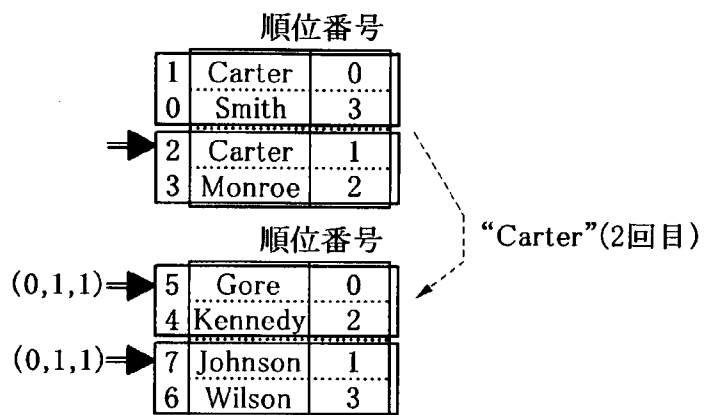 順位番号
1 Carter 0
0 Smith 3
2 Carter 1
3 Monroe 2
"Carter"(2回目)
順位番号
(0,1,1) 5 Gore 0
4 Kennedy 2
(0,1,1) 7 Johnson 1
6 Wilson 3